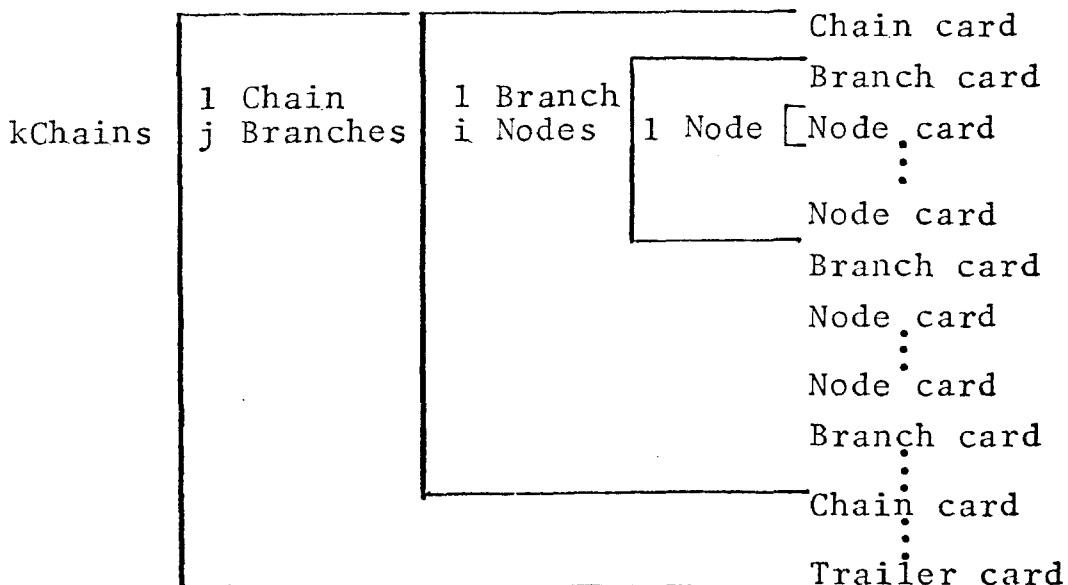 Chain card
1 Chain 1 Branch Branch card
kChains j Branches i Nodes 1 Node [Node card
Node card
Branch card
Node card
Node card
Branch card
Chain card
Trailer card